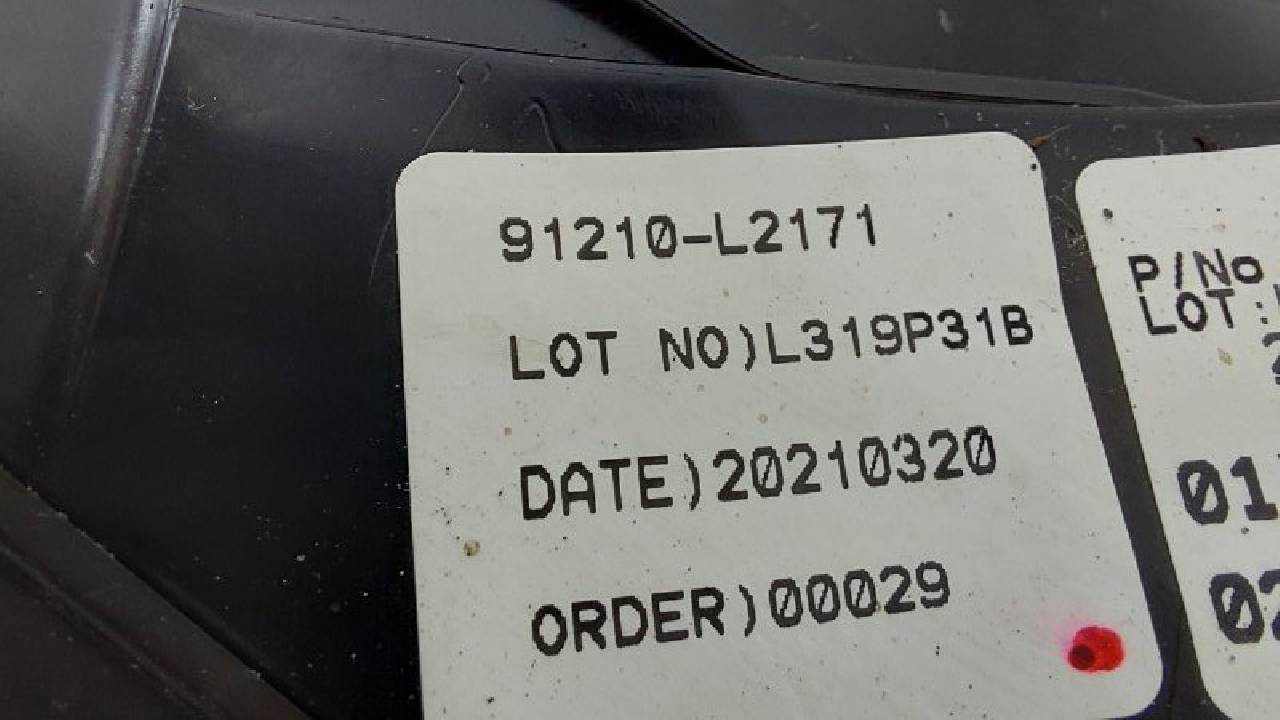 91210-L2171
LOT NO)L319P31B
DATE)20210320
ORDER)00029
P/No
LOT: